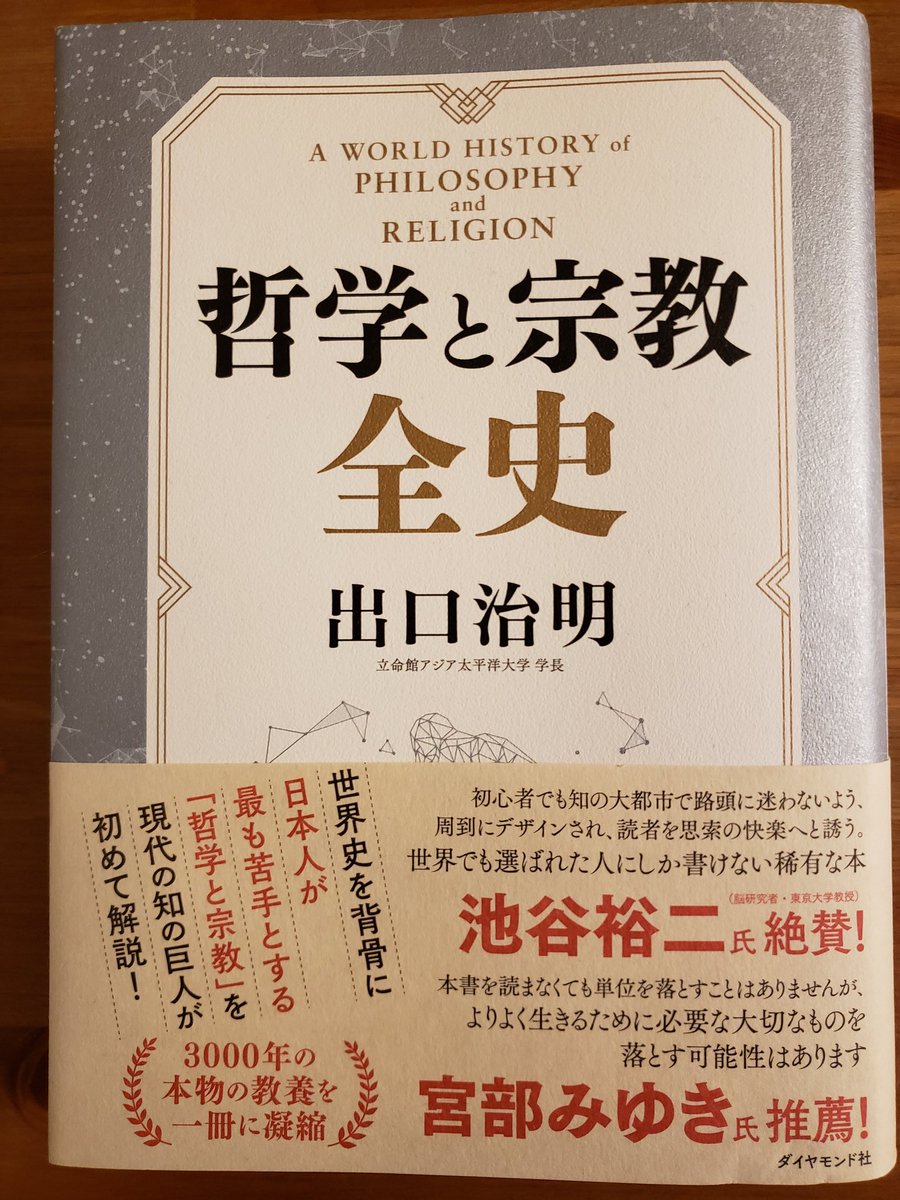 A WORLD HISTORY of
PHILOSOPHY
and
RELIGION
哲学と宗教
全史
出口治明
立命館アジア太平洋大学 学長
世界史を背骨に
日本人が
最も苦手とする
「哲学と宗教」を
現代の知の巨人が
初めて解説！
3000年の
本物の教養を
一冊に凝縮
初心者でも知の大都市で路頭に迷わないよう、
周到にデザインされ、読者を思索の快楽へと誘う。
世界でも選ばれた人にしか書けない稀有な本
（脳研究者・東京大学教授）
池谷裕二氏 絶賛！
本書を読まなくても単位を落とすことはありませんが、
よりよく生きるために必要な大切なものを
落とす可能性はあります
宮部みゆき氏 推薦！
ダイヤモンド社